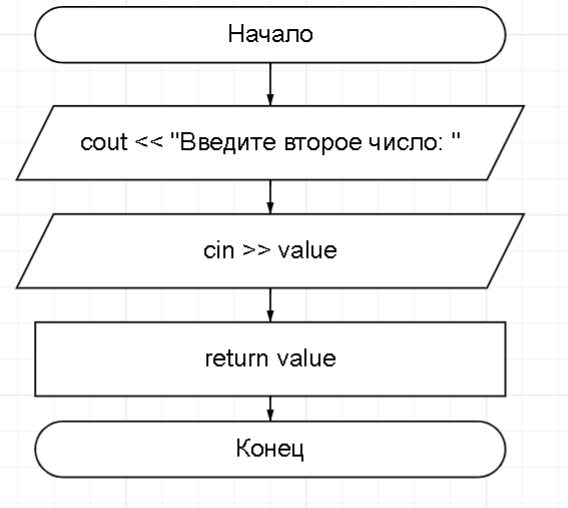 Начало
cout << "Введите второе число: "
cin >> value
return value
Конец